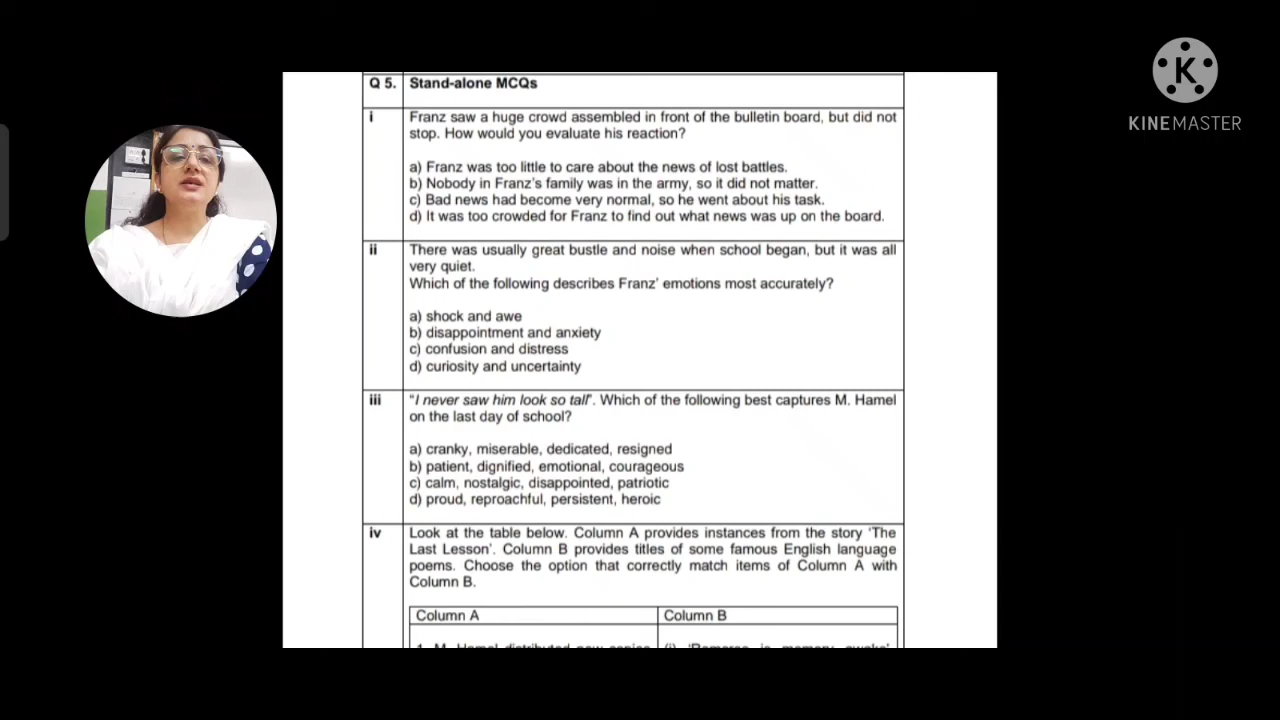 K
KINEMASTER
Q 5. Stand-alone MCQs
i Franz saw a huge crowd assembled in front of the bulletin board, but did not
stop. How would you evaluate his reaction?
a) Franz was too little to care about the news of lost battles.
b) Nobody in Franz's family was in the army, so it did not matter.
c) Bad news had become very normal, so he went about his task.
d) It was too crowded for Franz to find out what news was up on the board.
ii There was usually great bustle and noise when school began, but it was all
very quiet.
Which of the following describes Franz' emotions most accurately?
a) shock and awe
b) disappointment and anxiety
c) confusion and distress
d) curiosity and uncertainty
iii "I never saw him look so tall". Which of the following best captures M. Hamel
on the last day of school?
a) cranky, miserable, dedicated, resigned
b) patient, dignified, emotional, courageous
c) calm, nostalgic, disappointed, patriotic
d) proud, reproachful, persistent, heroic
iv Look at the table below. Column A provides instances from the story 'The
Last Lesson'. Column B provides titles of some famous English language
poems. Choose the option that correctly match items of Column A with
Column B.
Column A Column B